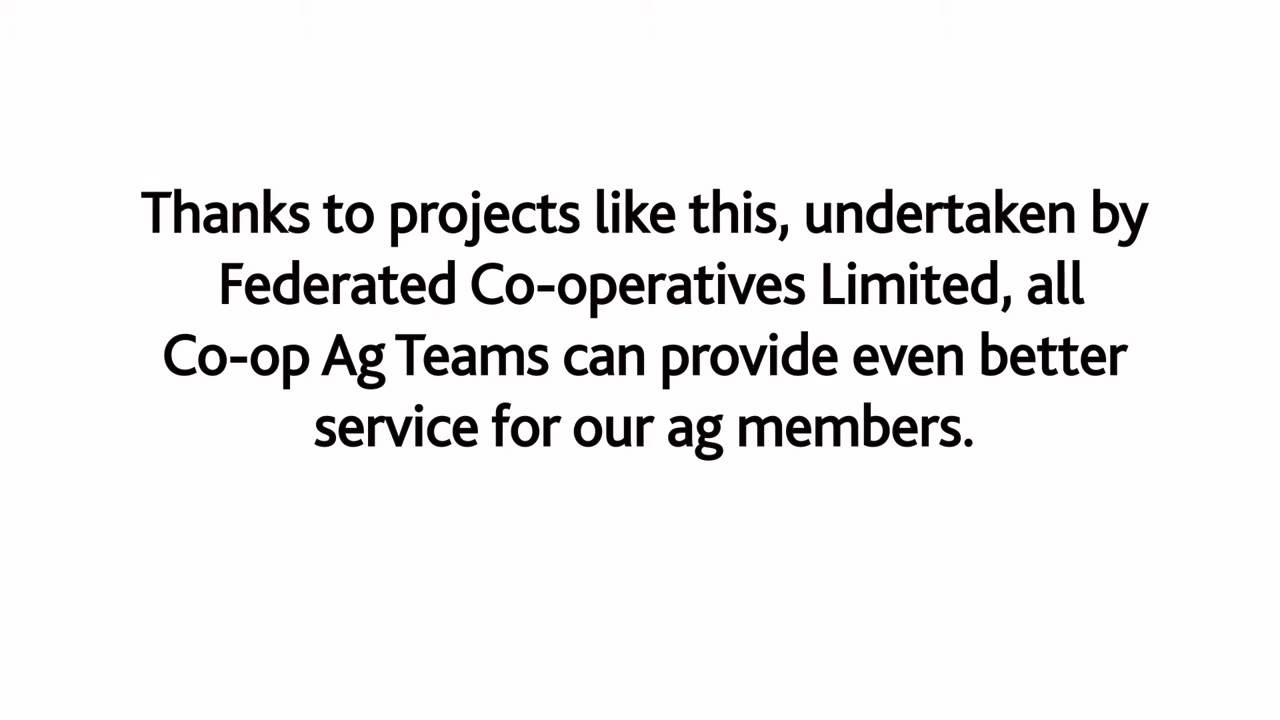 Thanks to projects like this, undertaken by
Federated Co-operatives Limited, all
Co-op Ag Teams can provide even better
service for our ag members.